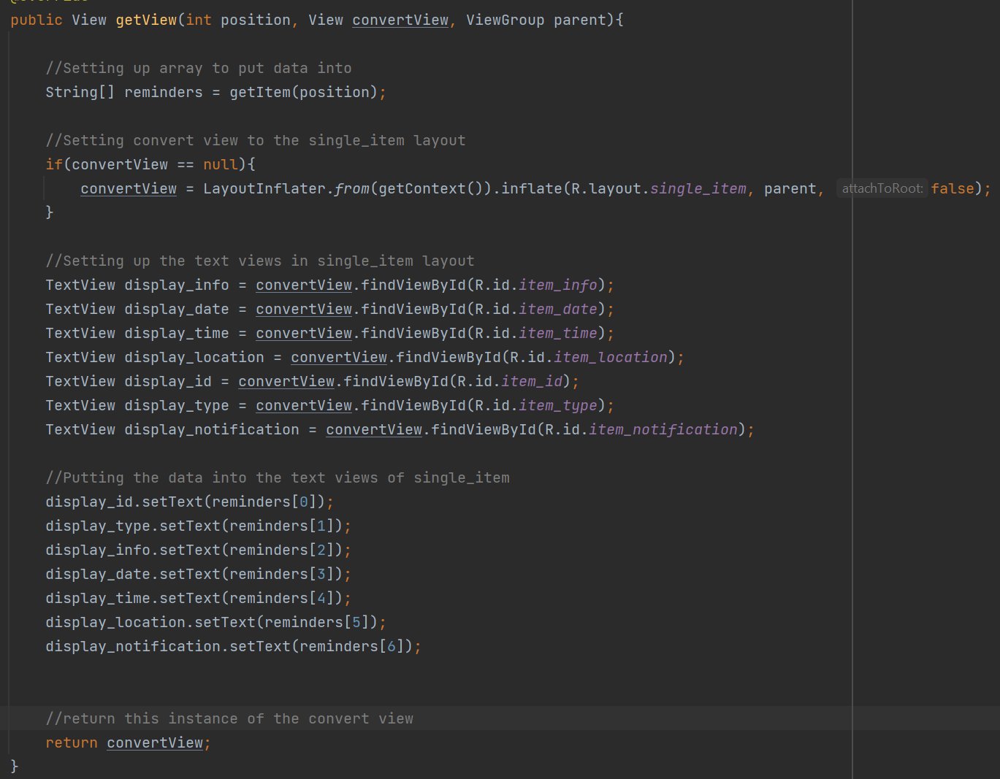 @Override
public View getView(int position, View convertView, ViewGroup parent){
//Setting up array to put data into
String[] reminders = getItem(position);
//Setting convert view to the single_item layout
if(convertView == null){
convertView = LayoutInflater.from(getContext()).inflate(R.layout.single_item, parent, attachToRoot: false);
}
//Setting up the text views in single_item layout
TextView display_info = convertView.findViewById(R.id.item_info);
TextView display_date = convertView.findViewById(R.id.item_date);
TextView display_time = convertView.findViewById(R.id.item_time);
TextView display_location = convertView.findViewById(R.id.item_location);
TextView display_id = convertView.findViewById(R.id.item_id);
TextView display_type = convertView.findViewById(R.id.item_type);
TextView display_notification = convertView.findViewById(R.id.item_notification);
//Putting the data into the text views of single_item
display_id.setText(reminders[0]);
display_type.setText(reminders[1]);
display_info.setText(reminders[2]);
display_date.setText(reminders[3]);
display_time.setText(reminders[4]);
display_location.setText(reminders[5]);
display_notification.setText(reminders[6]);
//return this instance of the convert view
return convertView;
}